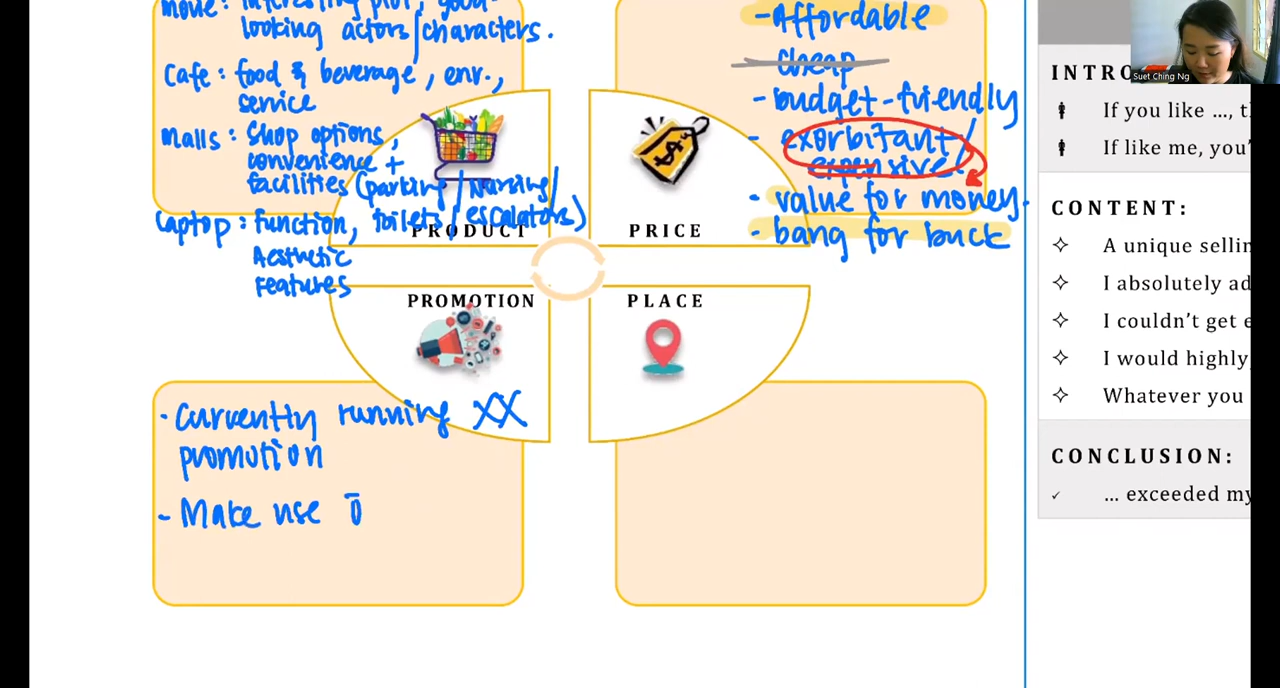 Movie: interesting plot, good-
looking actors/characters.
Cafe: food & beverage, env.,
service
Malls: Shop options,
convenience +
facilities (parking/nursing/
toilets/escalators)
Laptop: function,
Aesthetic
Features
PRODUCT
- Affordable
cheap
- budget-friendly
- exorbitant/
expensive
- value for money.
- bang for buck
PRICE
PROMOTION
PLACE
- Currently running XX
promotion
- Make use
Suet Ching Ng
INTRO
If you like …, t
If like me, you'
CONTENT:
A unique sellin
I absolutely ad
I couldn't get e
I would highly
Whatever you
CONCLUSION:
… exceeded my